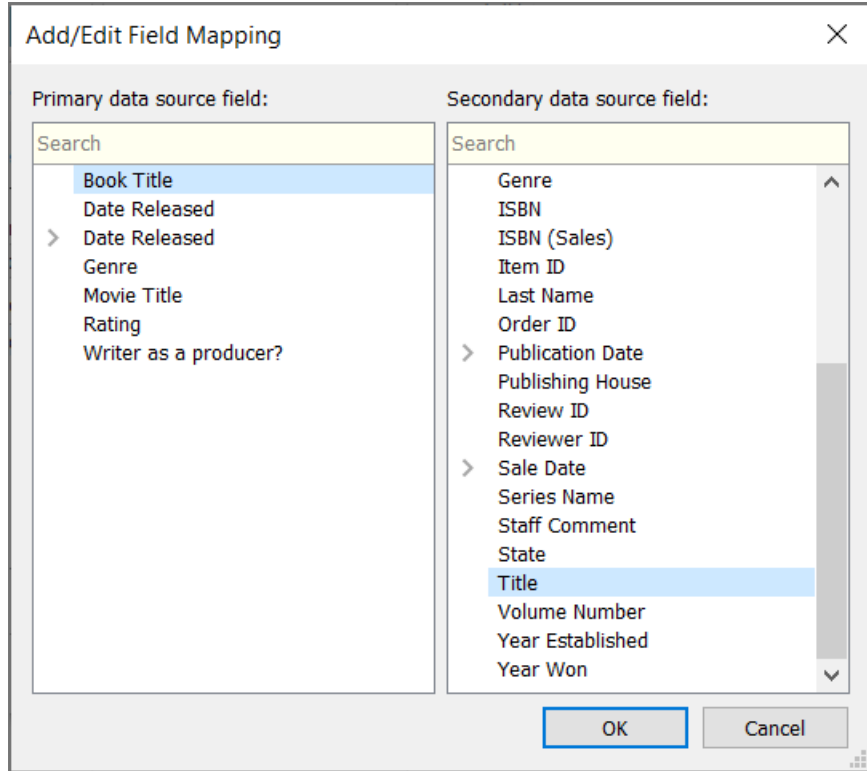 Add/Edit Field Mapping
Primary data source field:
Search
Book Title
Date Released
Date Released
Genre
Movie Title
Rating
Writer as a producer?
Secondary data source field:
Search
Genre
ISBN
ISBN (Sales)
Item ID
Last Name
Order ID
Publication Date
Publishing House
Review ID
Reviewer ID
Sale Date
Series Name
Staff Comment
State
Title
Volume Number
Year Established
Year Won
OK
Cancel